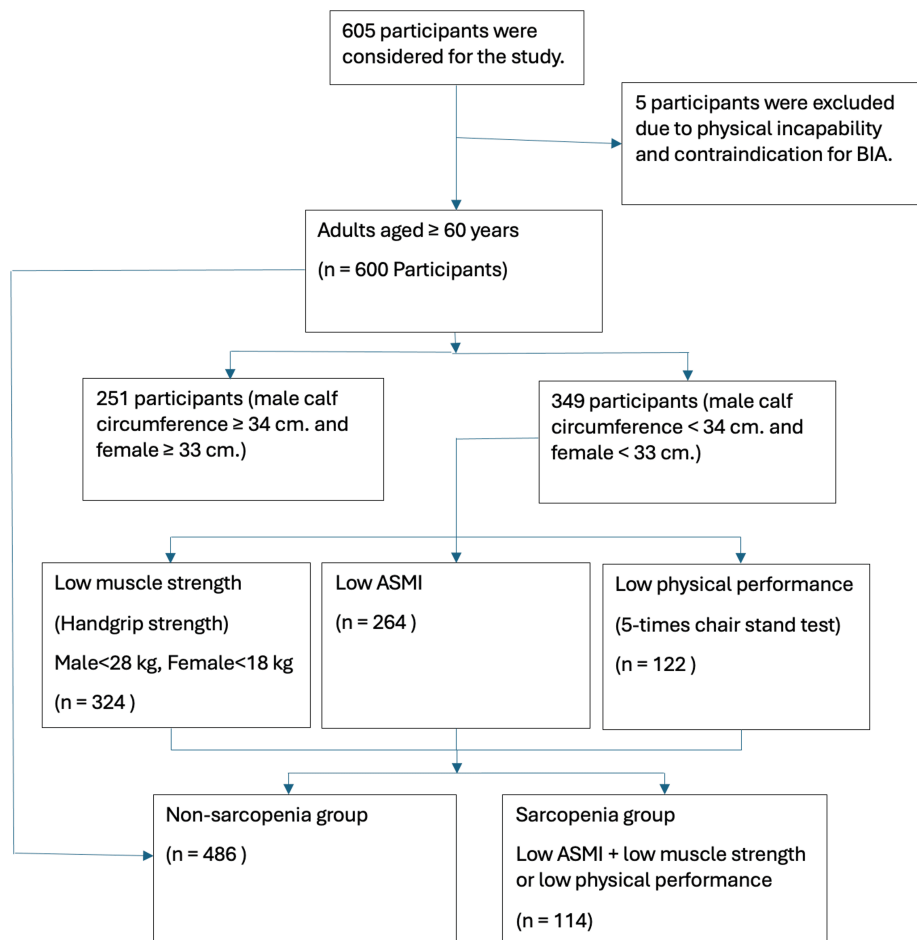 605 participants were
considered for the study.
5 participants were excluded
due to physical incapability
and contraindication for BIA.
Adults aged ≥ 60 years
(n = 600 Participants)
251 participants (male calf
circumference ≥ 34 cm. and
female ≥ 33 cm.)
349 participants (male calf
circumference < 34 cm. and
female < 33 cm.)
Low muscle strength
(Handgrip strength)
Male<28 kg, Female<18 kg
(n = 324 )
Low ASMI
(n = 264 )
Low physical performance
(5-times chair stand test)
(n = 122 )
Non-sarcopenia group
(n = 486 )
Sarcopenia group
Low ASMI + low muscle strength
or low physical performance
(n = 114)